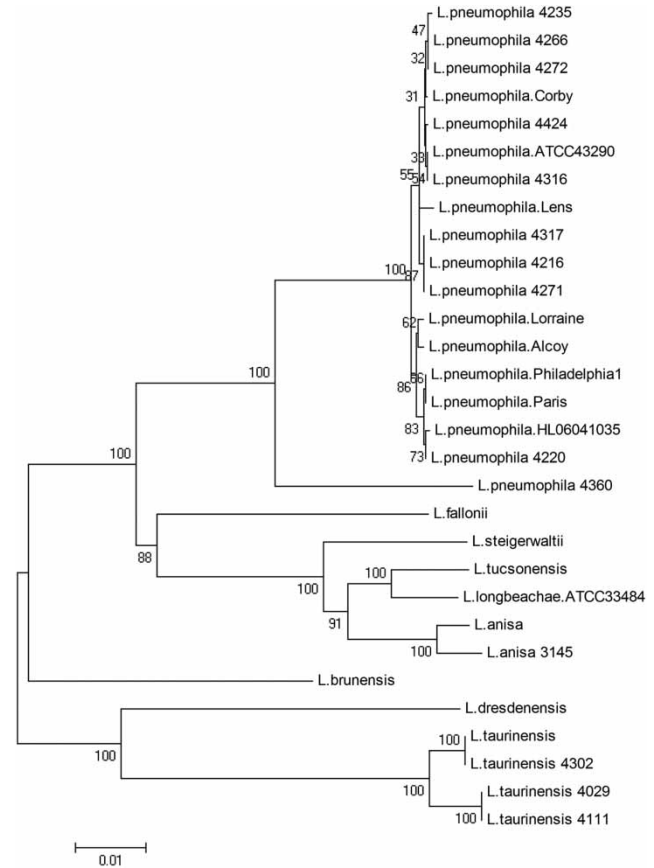 L.pneumophila 4235
47
L.pneumophila 4266
32
L.pneumophila 4272
31
L.pneumophila.Corby
L.pneumophila 4424
33
L.pneumophila.ATCC43290
55
54
L.pneumophila 4316
L.pneumophila.Lens
L.pneumophila 4317
100
87
L.pneumophila 4216
L.pneumophila 4271
62
L.pneumophila.Lorraine
L.pneumophila.Alcoy
L.pneumophila.Philadelphia1
86
L.pneumophila.Paris
83
L.pneumophila.HL06041035
73
L.pneumophila 4220
100
L.pneumophila 4360
100
L.fallonii
88
L.steigerwaltii
100
100
L.tucsonensis
L.longbeachae.ATCC33484
91
L.anisa
100
L.anisa 3145
L.brunensis
L.dresdenensis
100
100
L.taurinensis
L.taurinensis 4302
100
L.taurinensis 4029
100
L.taurinensis 4111
0.01